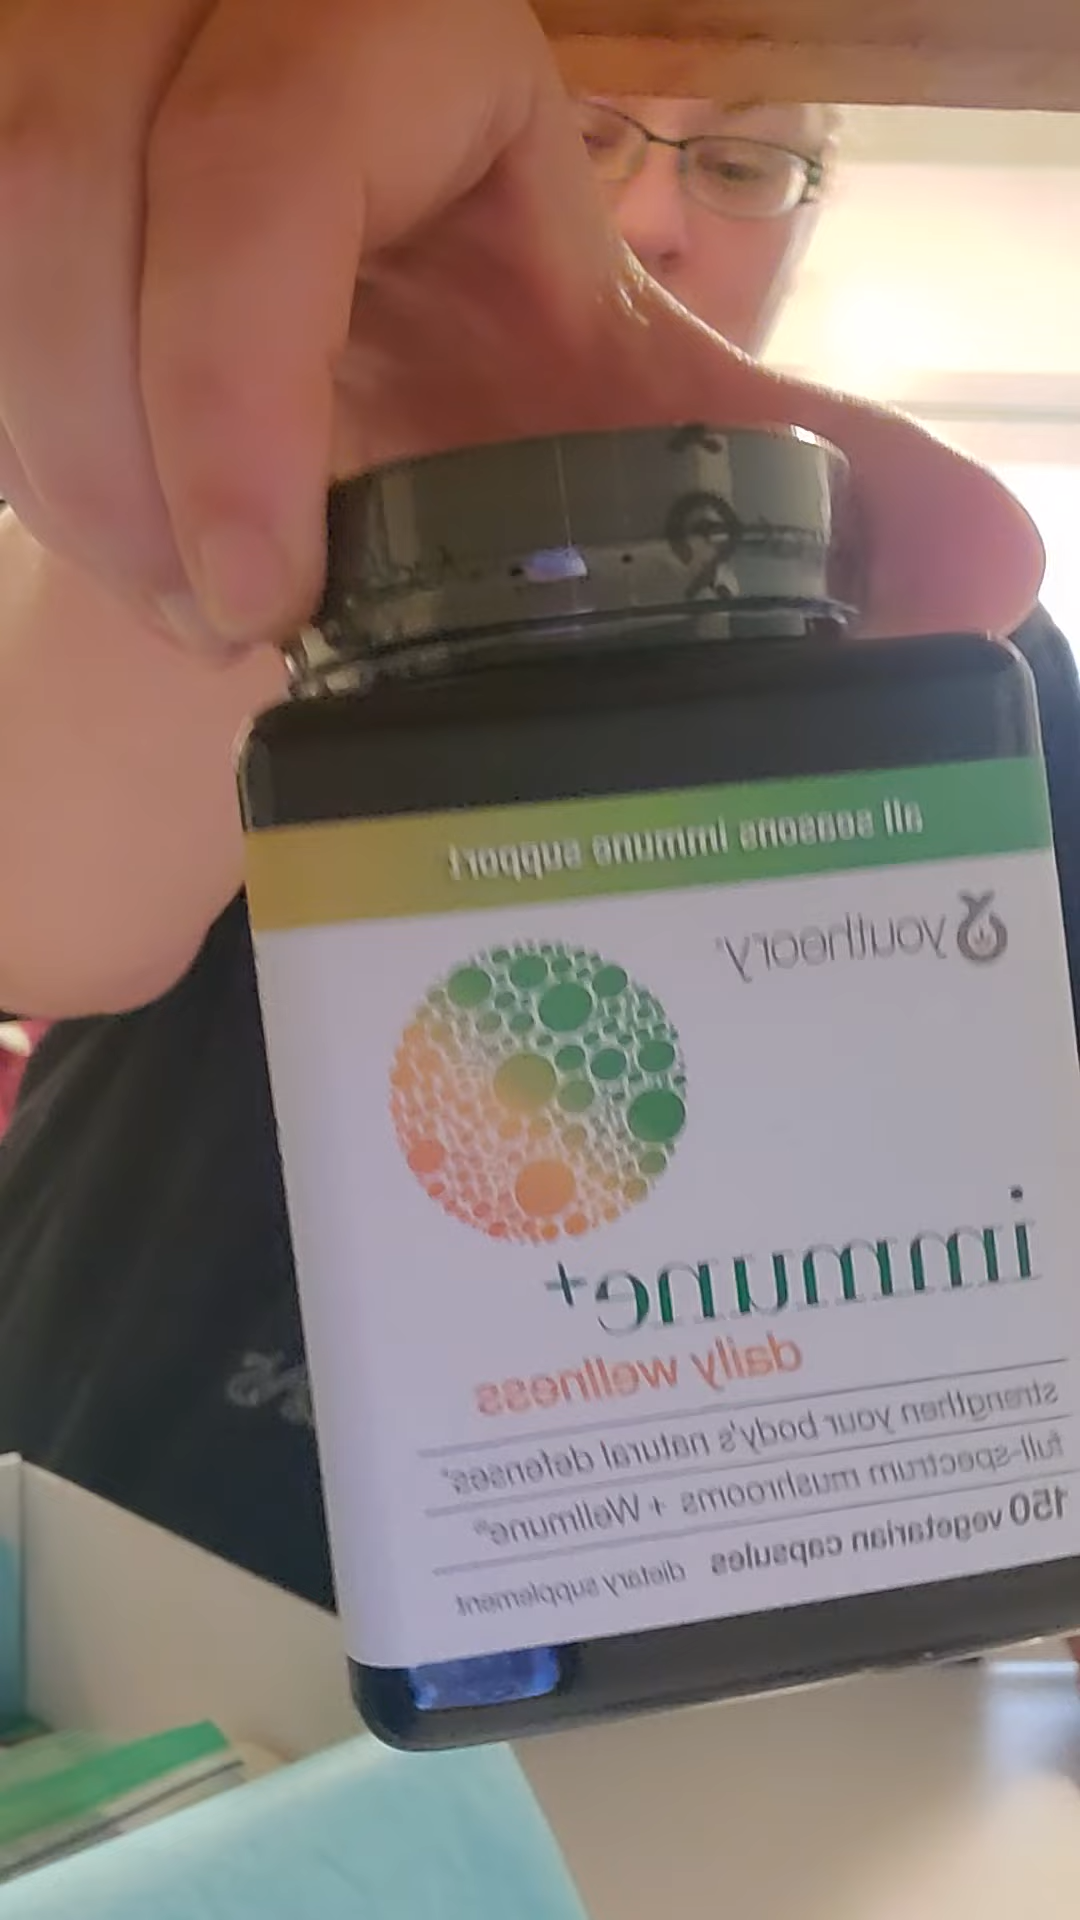 all seasons immune support
youtheory
immune+
daily wellness
strengthen your body's natural defenses*
full-spectrum mushrooms + Wellmune®
150 vegetarian capsules dietary supplement